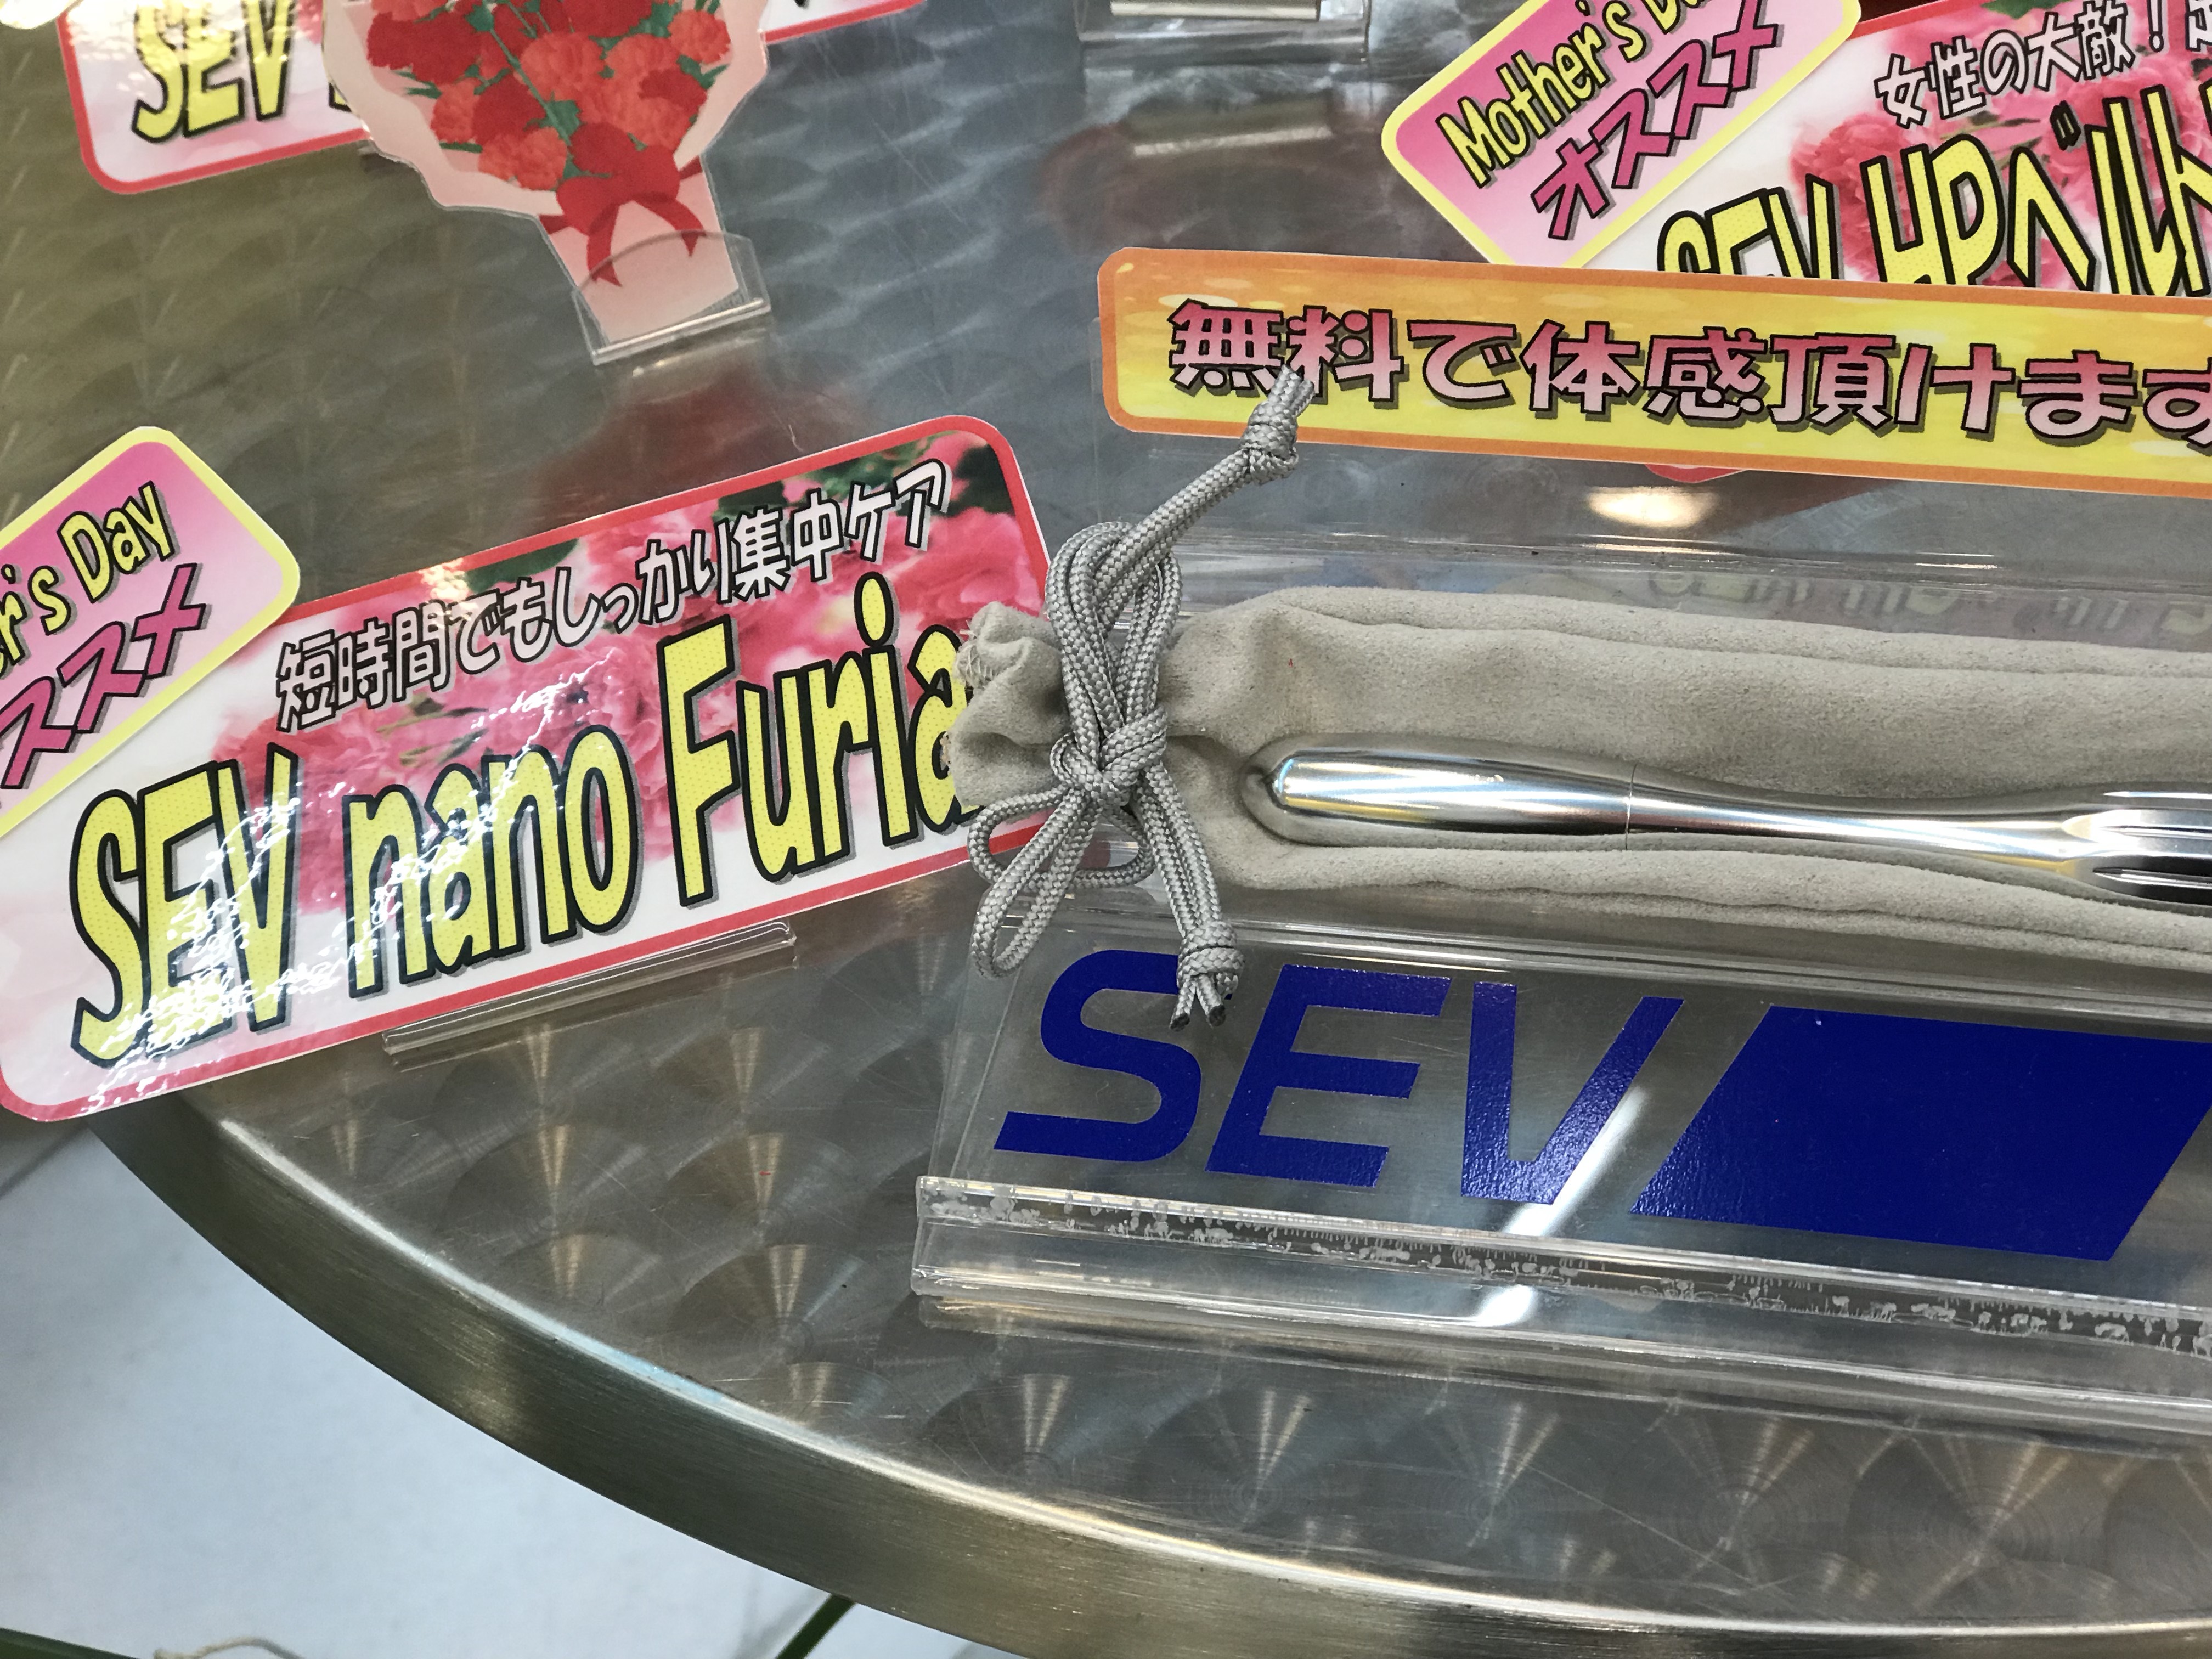 SEV
Mother's
オススメ
女性の大敵！
SEV HPベルト
無料で体感頂けます
Day
ススメ
短時間でもしっかり集中ケア
SEV nano Furia
SEV